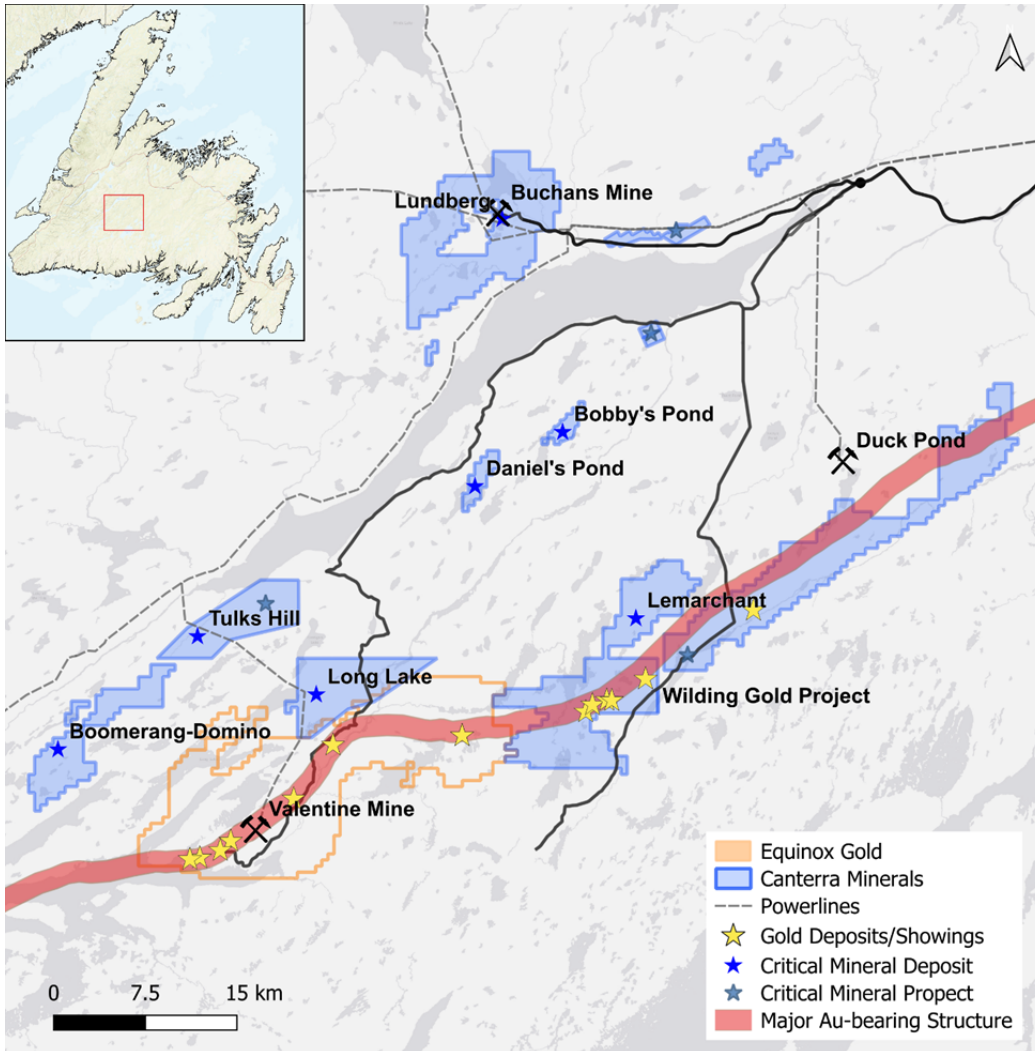 Buchans Mine
Lundberg
Bobby's Pond
Duck Pond
Daniel's Pond
Lemarchant
Tulks Hill
Long Lake
Wilding Gold Project
Boomerang-Domino
Valentine Mine
Equinox Gold
Canterra Minerals
Powerlines
Gold Deposits/Showings
Critical Mineral Deposit
Critical Mineral Propect
Major Au-bearing Structure
0 7.5 15 km